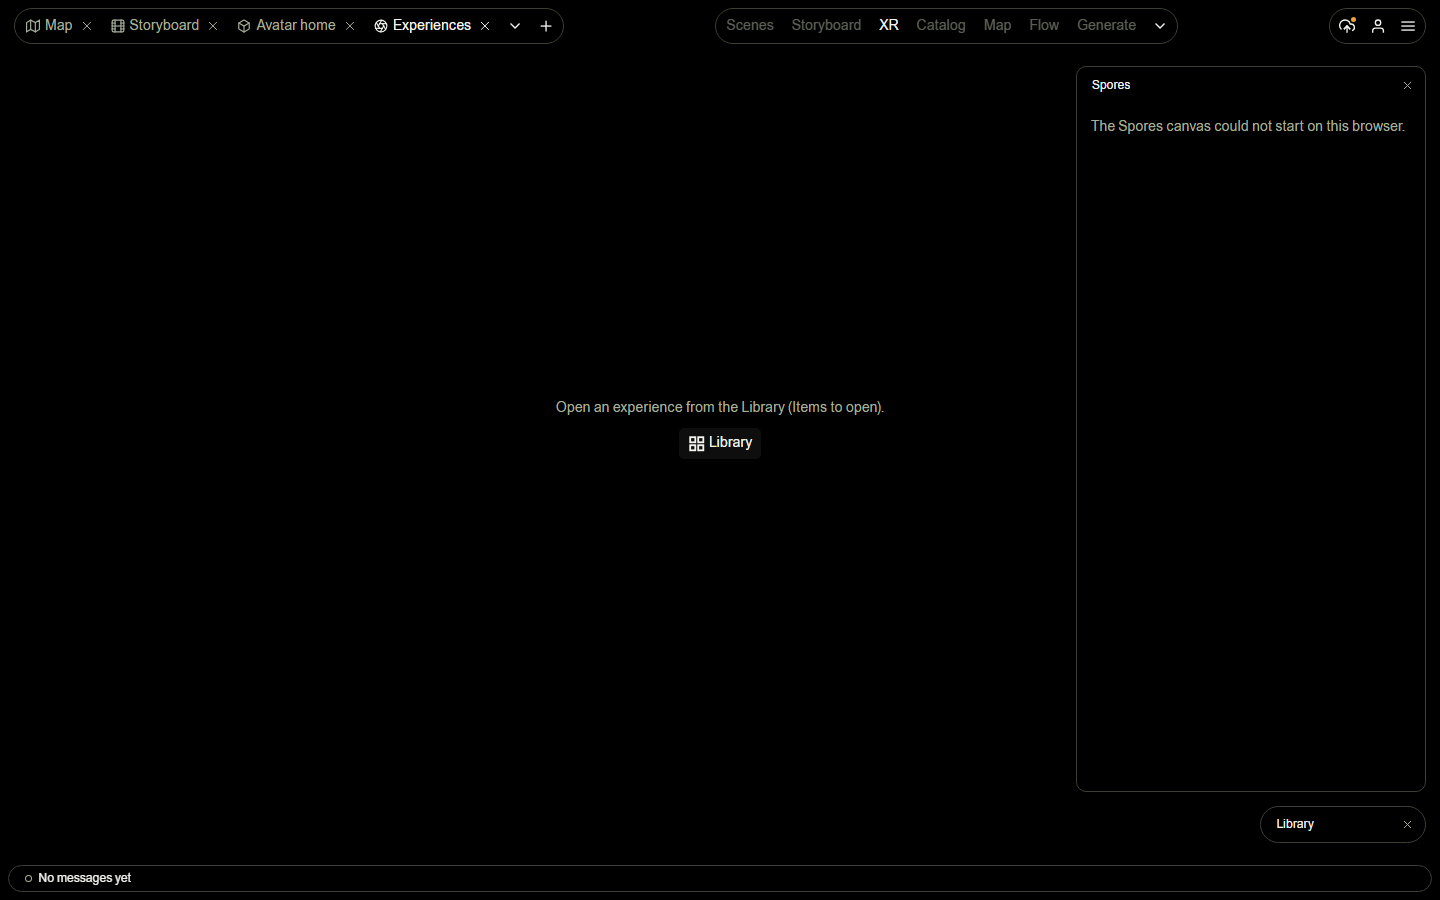 Map
Storyboard
Avatar home
Experiences
Scenes
Storyboard
XR
Catalog
Map
Flow
Generate
Spores
The Spores canvas could not start on this browser.
Open an experience from the Library (Items to open).
Library
Library
No messages yet